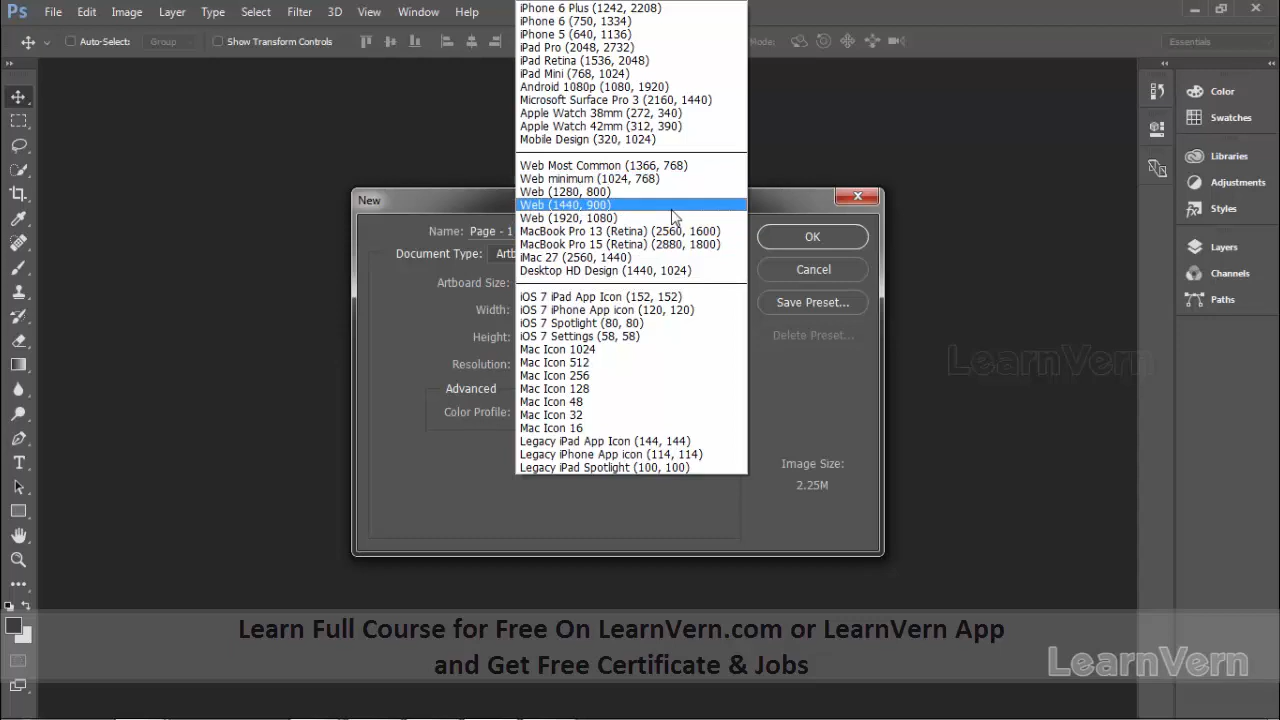 Ps File Edit Image Layer Type Select Filter 3D View Window Help
Auto-Select: Group Show Transform Controls Mode: Essentials
iPhone 6 Plus (1242, 2208)
iPhone 6 (750, 1334)
iPhone 5 (640, 1136)
iPad Pro (2048, 2732)
iPad Retina (1536, 2048)
iPad Mini (768, 1024)
Android 1080p (1080, 1920)
Microsoft Surface Pro 3 (2160, 1440)
Apple Watch 38mm (272, 340)
Apple Watch 42mm (312, 390)
Mobile Design (320, 1024)
Web Most Common (1366, 768)
Web minimum (1024, 768)
Web (1280, 800)
Web (1440, 900)
Web (1920, 1080)
MacBook Pro 13 (Retina) (2560, 1600)
MacBook Pro 15 (Retina) (2880, 1800)
iMac 27 (2560, 1440)
Desktop HD Design (1440, 1024)
iOS 7 iPad App Icon (152, 152)
iOS 7 iPhone App icon (120, 120)
iOS 7 Spotlight (80, 80)
iOS 7 Settings (58, 58)
Mac Icon 1024
Mac Icon 512
Mac Icon 256
Mac Icon 128
Mac Icon 48
Mac Icon 32
Mac Icon 16
Legacy iPad App Icon (144, 144)
Legacy iPhone App icon (114, 114)
Legacy iPad Spotlight (100, 100)
New
Name: Page - 1
Document Type: Artb
Artboard Size:
Width:
Height:
Resolution:
Advanced
Color Profile:
OK
Cancel
Save Preset...
Delete Preset...
Image Size:
2.25M
Color
Swatches
Libraries
Adjustments
Styles
Layers
Channels
Paths
LearnVern
Learn Full Course for Free On LearnVern.com or LearnVern App
and Get Free Certificate & Jobs
LearnVern